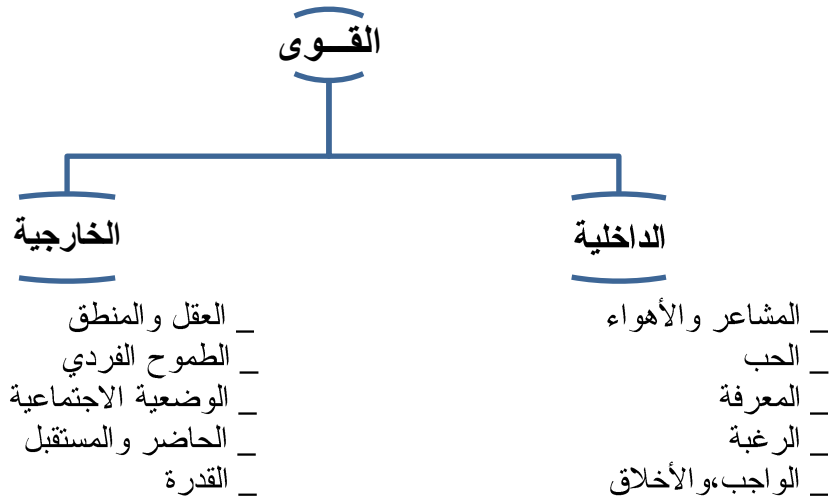 القــوى
الداخلية
_ المشاعر والأهواء
_ الحب
_ المعرفة
_ الرغبة
_ الواجب،والأخلاق
الخارجية
_ العقل والمنطق
_ الطموح الفردي
_ الوضعية الاجتماعية
_ الحاضر والمستقبل
_ القدرة